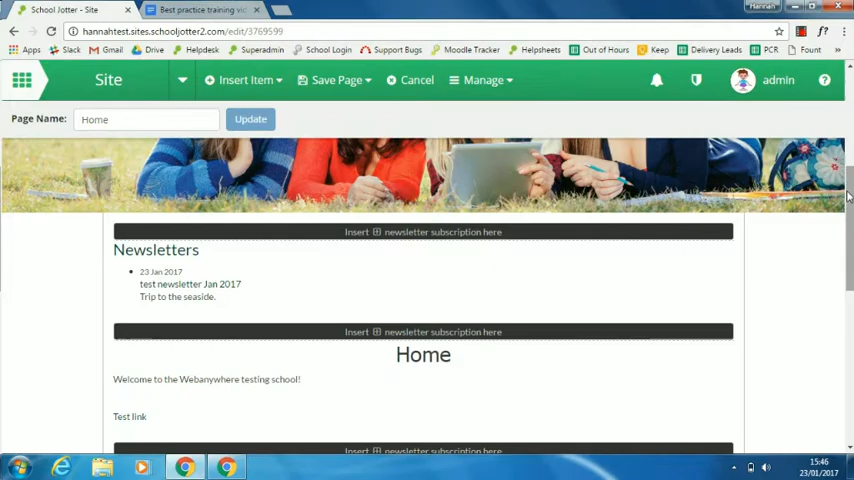 School Jotter - Site
Best practice training vid
Hannah
hannahtest.sites.schooljotter2.com/edit/3769599
Apps Slack Gmail Drive Helpdesk Superadmin School Login Support Bugs Moodle Tracker Helpsheets Out of Hours Keep Delivery Leads PCR Fount
Site Insert Item Save Page Cancel Manage admin
Page Name: Home Update
Insert newsletter subscription here
Newsletters
23 Jan 2017
test newsletter Jan 2017
Trip to the seaside.
Insert newsletter subscription here
Home
Welcome to the Webanywhere testing school!
Test link
Insert newsletter subscription here
15:46
23/01/2017